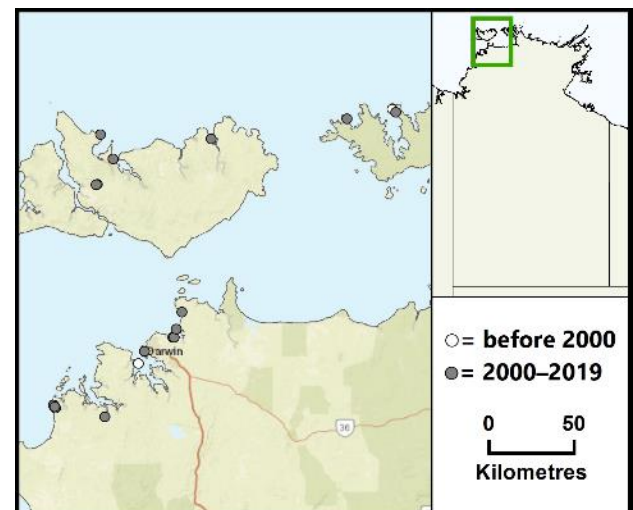 Darwin
36
○ = before 2000
● = 2000–2019
0 50
Kilometres